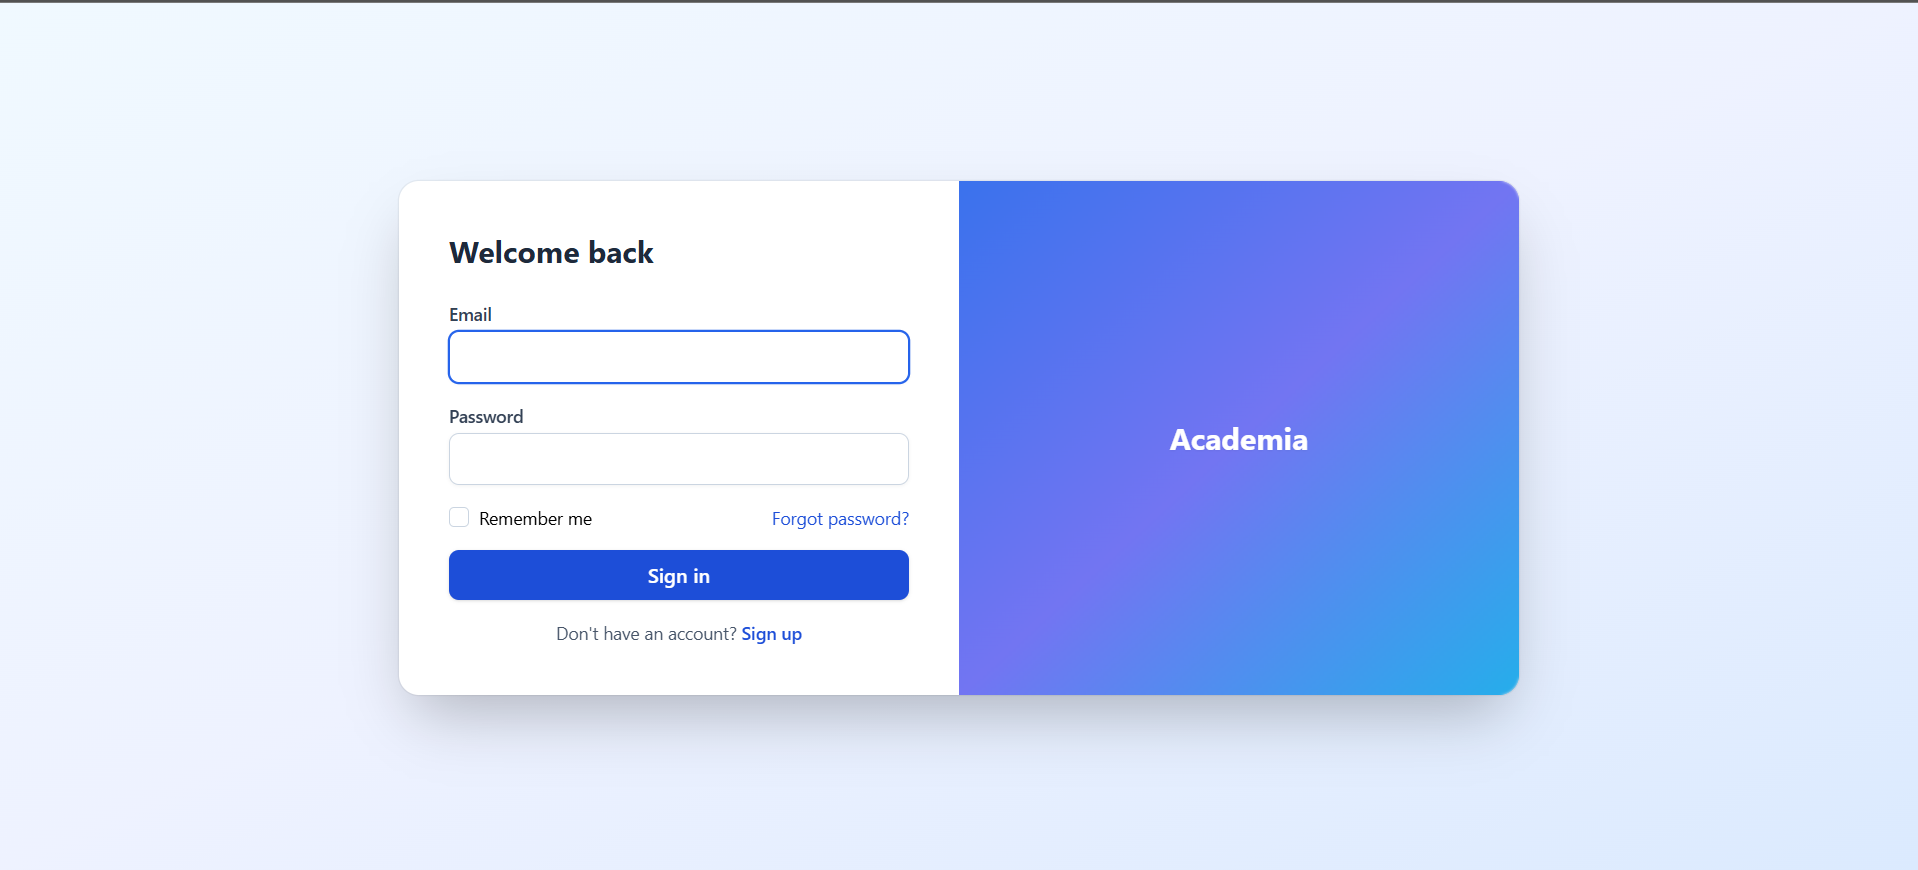 Welcome back
Email
Password
Remember me
Forgot password?
Sign in
Don't have an account? Sign up
Academia